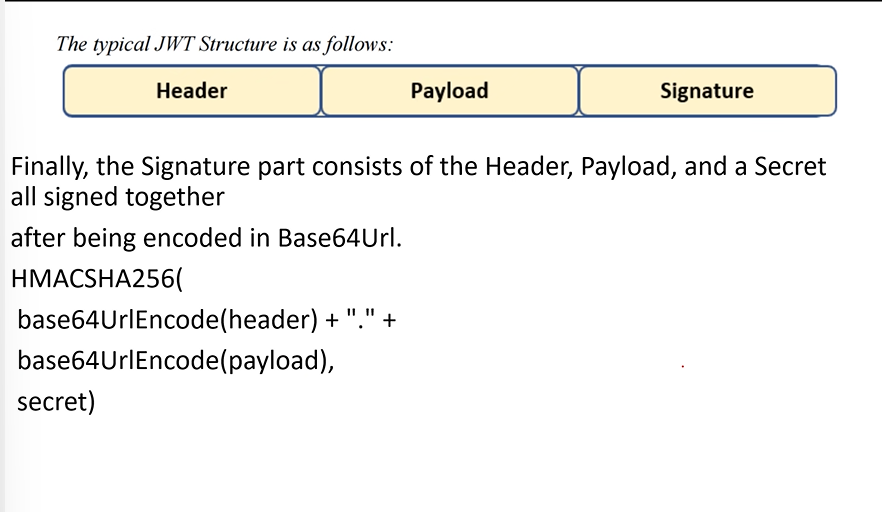 The typical JWT Structure is as follows:
Header Payload Signature
Finally, the Signature part consists of the Header, Payload, and a Secret
all signed together
after being encoded in Base64Url.
HMACSHA256(
base64UrlEncode(header) + "." +
base64UrlEncode(payload),
secret)